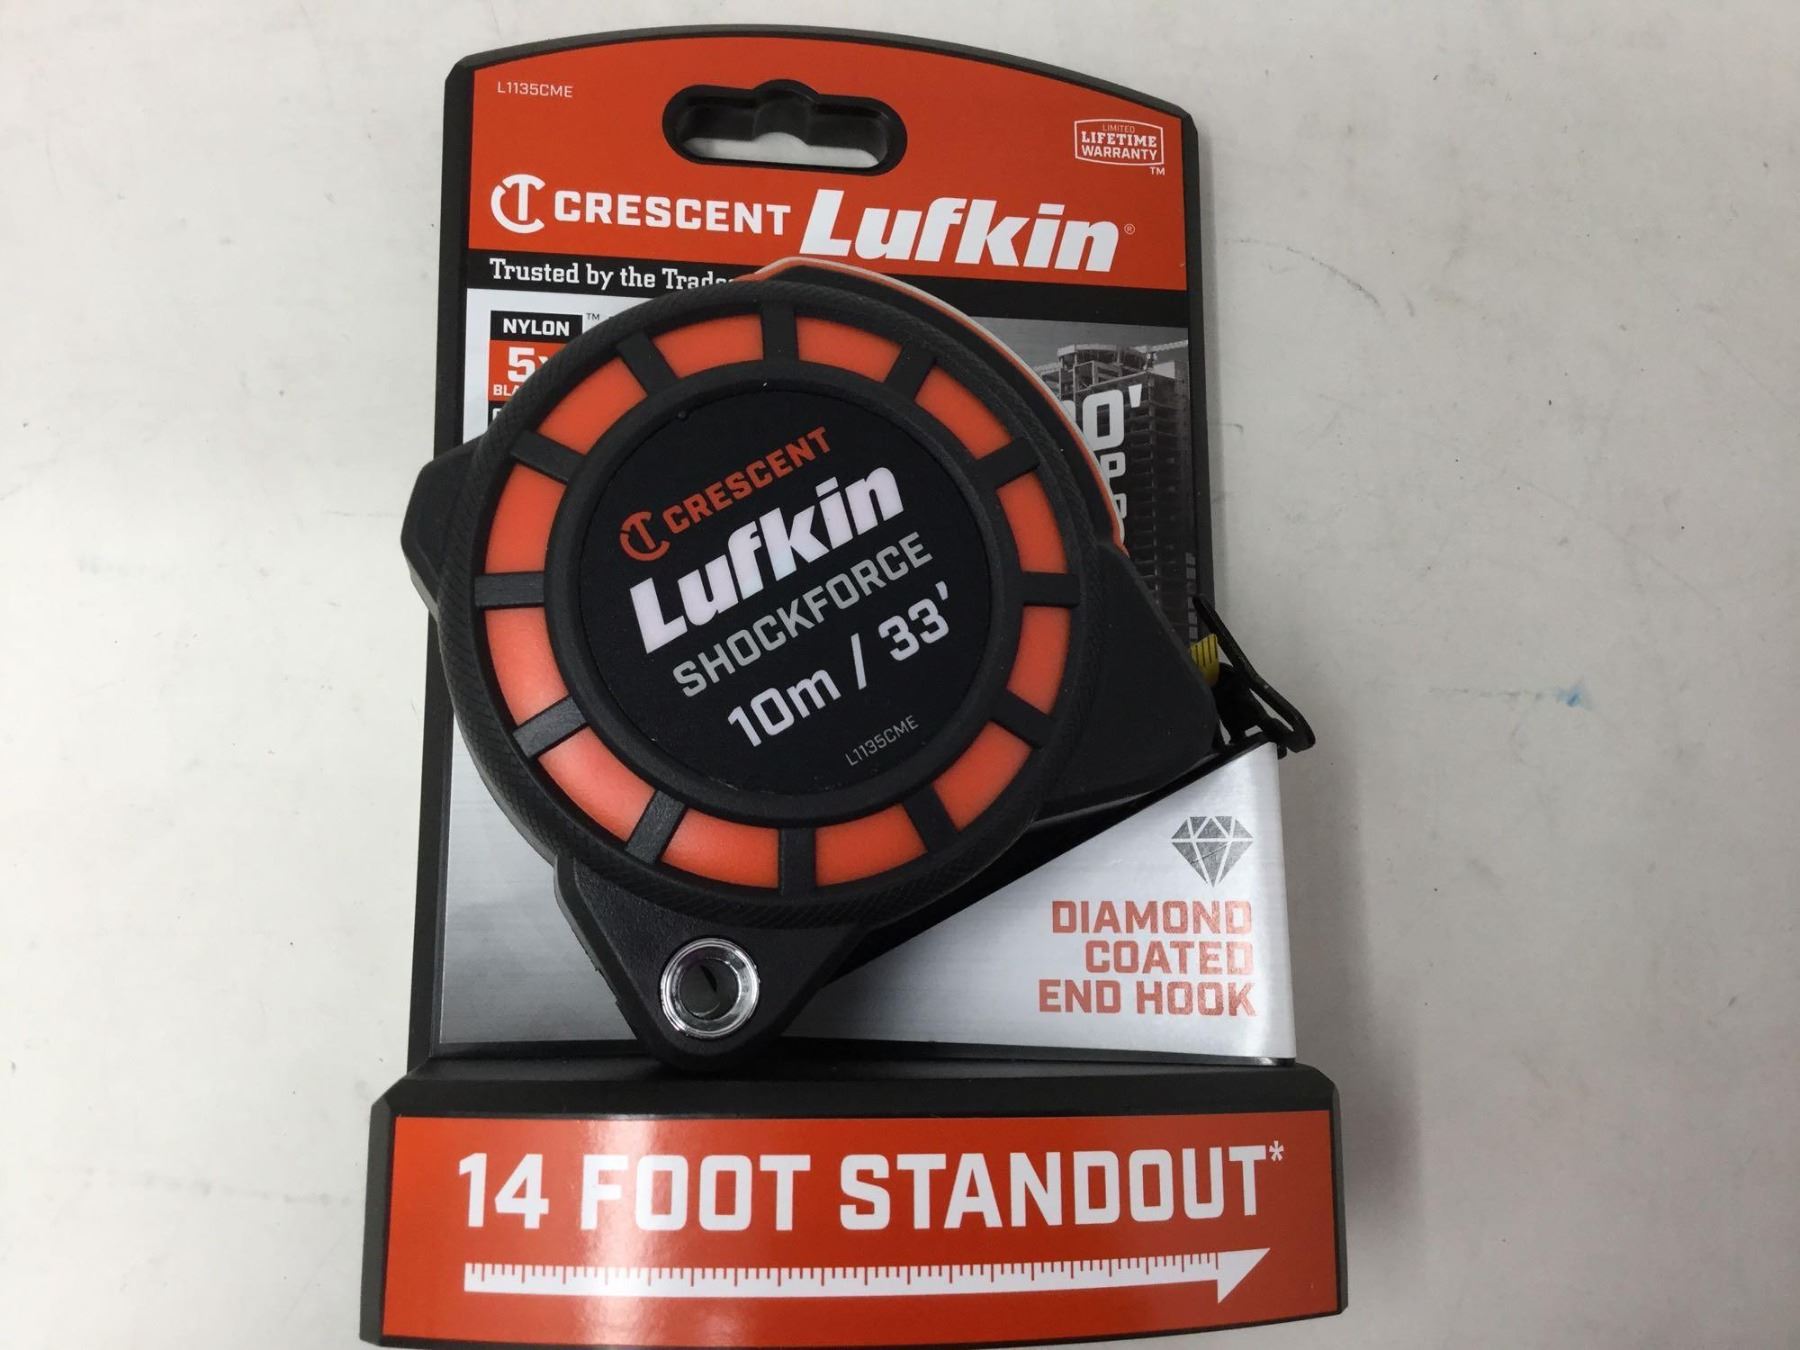 L1135CME
LIMITED
LIFETIME
WARRANTY
TM
CRESCENT Lufkin®
Trusted by the
NYLON
TM
CRESCENT
Lufkin
SHOCKFORCE
10m / 33'
L1135CME
DIAMOND
COATED
END HOOK
14 FOOT STANDOUT*